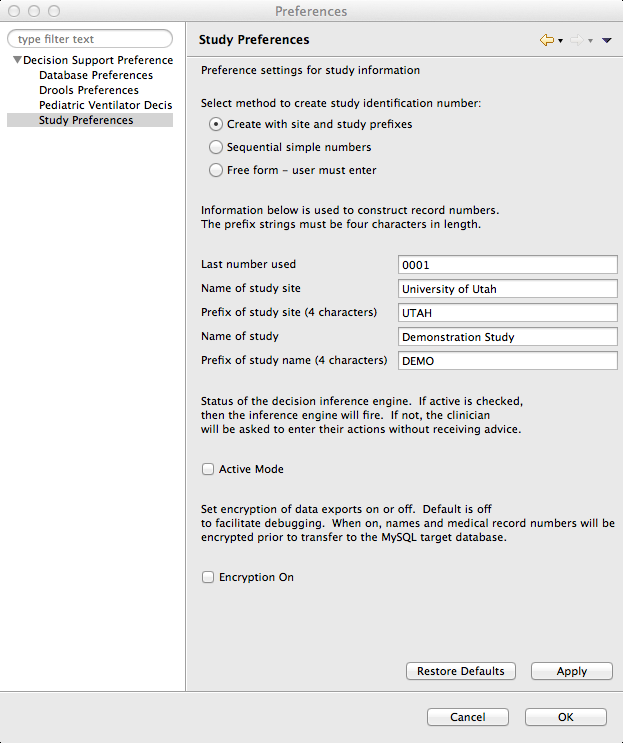 Preferences
type filter text
Decision Support Preference
Database Preferences
Drools Preferences
Pediatric Ventilator Decis
Study Preferences
Study Preferences
Preference settings for study information
Select method to create study identification number:
Create with site and study prefixes
Sequential simple numbers
Free form – user must enter
Information below is used to construct record numbers.
The prefix strings must be four characters in length.
Last number used 0001
Name of study site University of Utah
Prefix of study site (4 characters) UTAH
Name of study Demonstration Study
Prefix of study name (4 characters) DEMO
Status of the decision inference engine.  If active is checked,
then the inference engine will fire.  If not, the clinician
will be asked to enter their actions without receiving advice.
Active Mode
Set encryption of data exports on or off.  Default is off
to facilitate debugging.  When on, names and medical record numbers will be
encrypted prior to transfer to the MySQL target database.
Encryption On
Restore Defaults Apply
Cancel OK